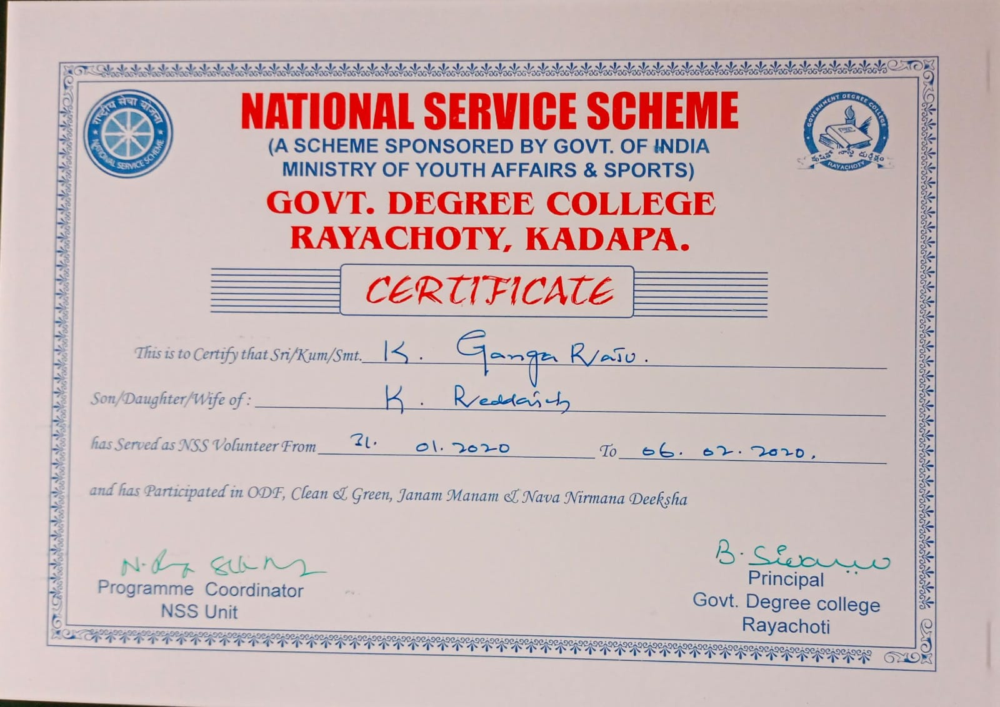 राष्ट्रीय सेवा योजना
NATIONAL SERVICE SCHEME
NATIONAL SERVICE SCHEME
(A SCHEME SPONSORED BY GOVT. OF INDIA
MINISTRY OF YOUTH AFFAIRS & SPORTS)
GOVERNMENT DEGREE COLLEGE
కృషితో నాస్తి దుర్భిక్షం
RAYACHOTY
GOVT. DEGREE COLLEGE
RAYACHOTY, KADAPA.
CERTIFICATE
This is to Certify that Sri/Kum/Smt. K. Ganga Raju.
Son/Daughter/Wife of : K. Reddaiah
has Served as NSS Volunteer From 31. 01. 2020 To 06. 02. 2020.
and has Participated in ODF, Clean & Green, Janam Manam & Nava Nirmana Deeksha
B.
Programme Coordinator
NSS Unit
Principal
Govt. Degree college
Rayachoti